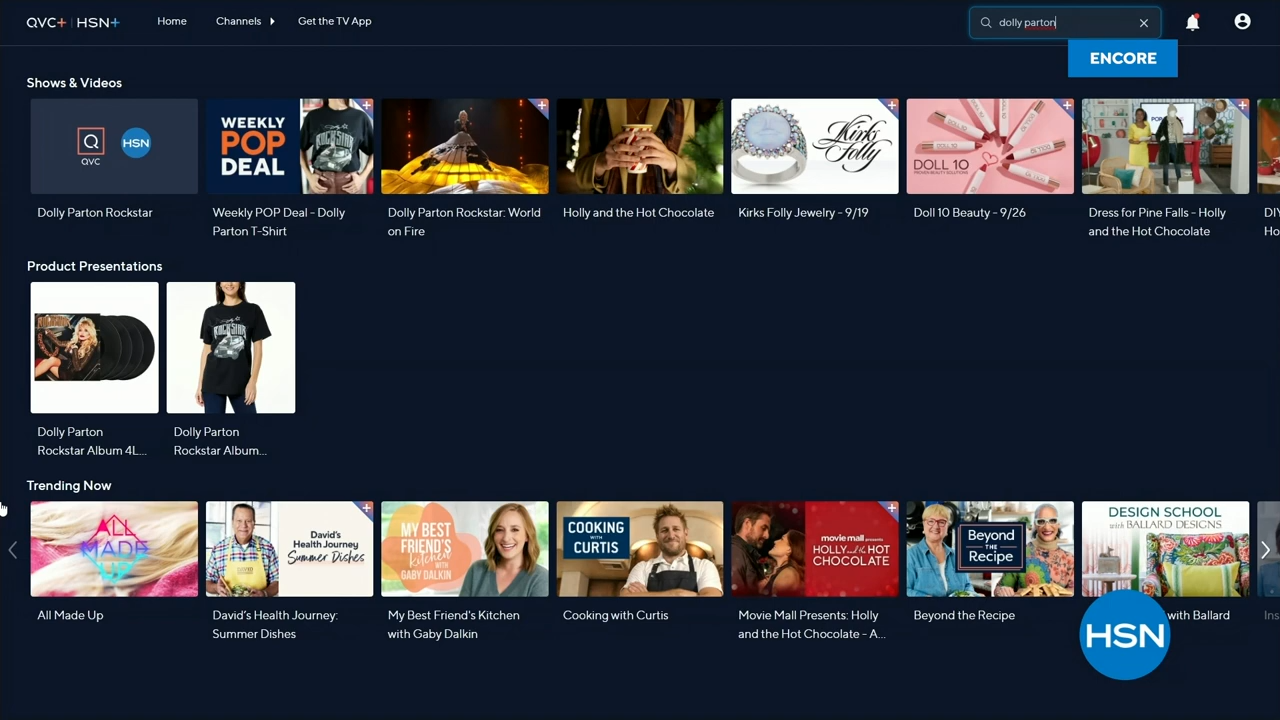 QVC+ | HSN+
Home
Channels
Get the TV App
dolly parton
ENCORE
Shows & Videos
Q
QVC
HSN
WEEKLY
POP
DEAL
ROCKSTAR
Kirks
Folly
DOLL 10
Dolly Parton Rockstar
Weekly POP Deal - Dolly
Parton T-Shirt
Dolly Parton Rockstar: World
on Fire
Holly and the Hot Chocolate
Kirks Folly Jewelry - 9/19
Doll 10 Beauty - 9/26
Dress for Pine Falls - Holly
and the Hot Chocolate
DIY
Ho
Product Presentations
ROCKSTAR
ROCKSTAR
Dolly Parton
Rockstar Album 4L...
Dolly Parton
Rockstar Album...
Trending Now
ALL
MADE
UP
David's
Health Journey
Summer Dishes
MY BEST
FRIEND'S
kitchen
WITH
GABY DALKIN
COOKING
WITH
CURTIS
movie mall presents
HOLLY and the HOT
CHOCOLATE
Beyond
THE
Recipe
DESIGN SCHOOL
with BALLARD DESIGNS
All Made Up
David's Health Journey:
Summer Dishes
My Best Friend's Kitchen
with Gaby Dalkin
Cooking with Curtis
Movie Mall Presents: Holly
and the Hot Chocolate - A...
Beyond the Recipe
with Ballard
Ins
HSN